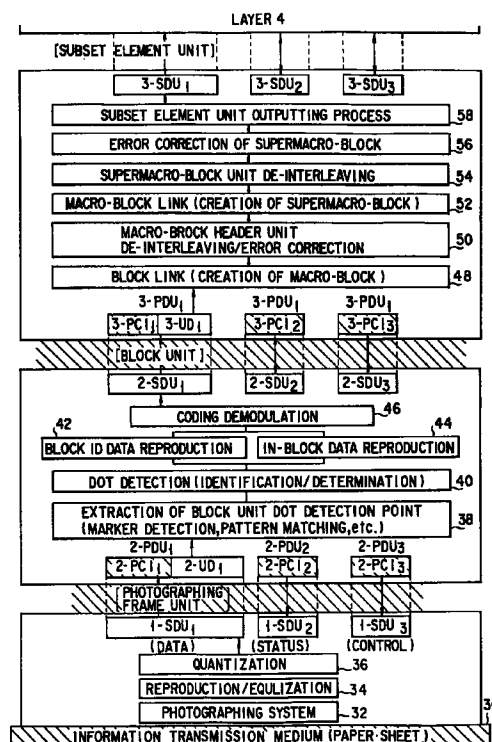 LAYER 4
[SUBSET ELEMENT UNIT]
3-SDU1 3-SDU2 3-SDU3
SUBSET ELEMENT UNIT OUTPUTTING PROCESS 58
ERROR CORRECTION OF SUPERMACRO-BLOCK 56
SUPERMACRO-BLOCK UNIT DE-INTERLEAVING 54
MACRO-BLOCK LINK (CREATION OF SUPERMACRO-BLOCK) 52
MACRO-BROCK HEADER UNIT
DE-INTERLEAVING/ERROR CORRECTION 50
BLOCK LINK (CREATION OF MACRO-BLOCK) 48
3-PDU1 3-PDU1 3-PDU1
3-PCI1 3-UD1 3-PCI2 3-PCI3
[BLOCK UNIT]
2-SDU1 2-SDU2 2-SDU3
CODING DEMODULATION 46
42 44
BLOCK ID DATA REPRODUCTION IN-BLOCK DATA REPRODUCTION
DOT DETECTION (IDENTIFICATION/DETERMINATION) 40
EXTRACTION OF BLOCK UNIT DOT DETECTION POINT
(MARKER DETECTION,PATTERN MATCHING,etc.) 38
2-PDU1 2-PDU2 2-PDU3
2-PCI1 2-UD1 2-PCI2 2-PCI3
[PHOTOGRAPHING
FRAME UNIT]
1-SDU1 1-SDU2 1-SDU3
(DATA) (STATUS) (CONTROL)
QUANTIZATION 36
REPRODUCTION/EQULIZATION 34
PHOTOGRAPHING SYSTEM 32
INFORMATION TRANSMISSION MEDIUM (PAPER·SHEET)